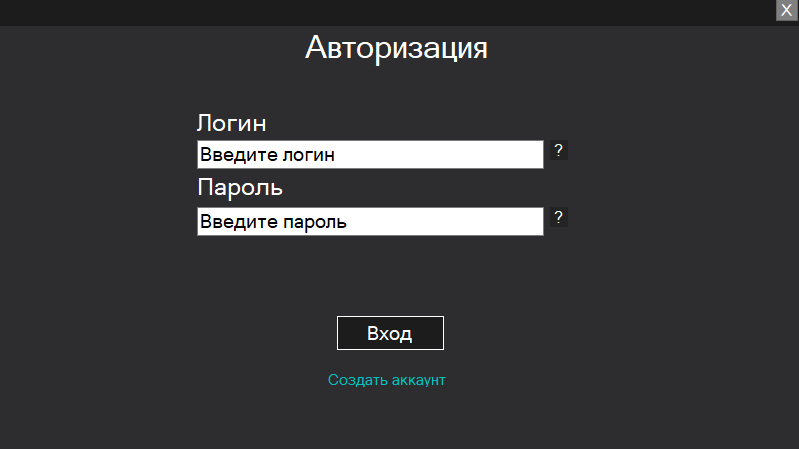 X
Авторизация
Логин
Введите логин ?
Пароль
Введите пароль ?
Вход
Создать аккаунт